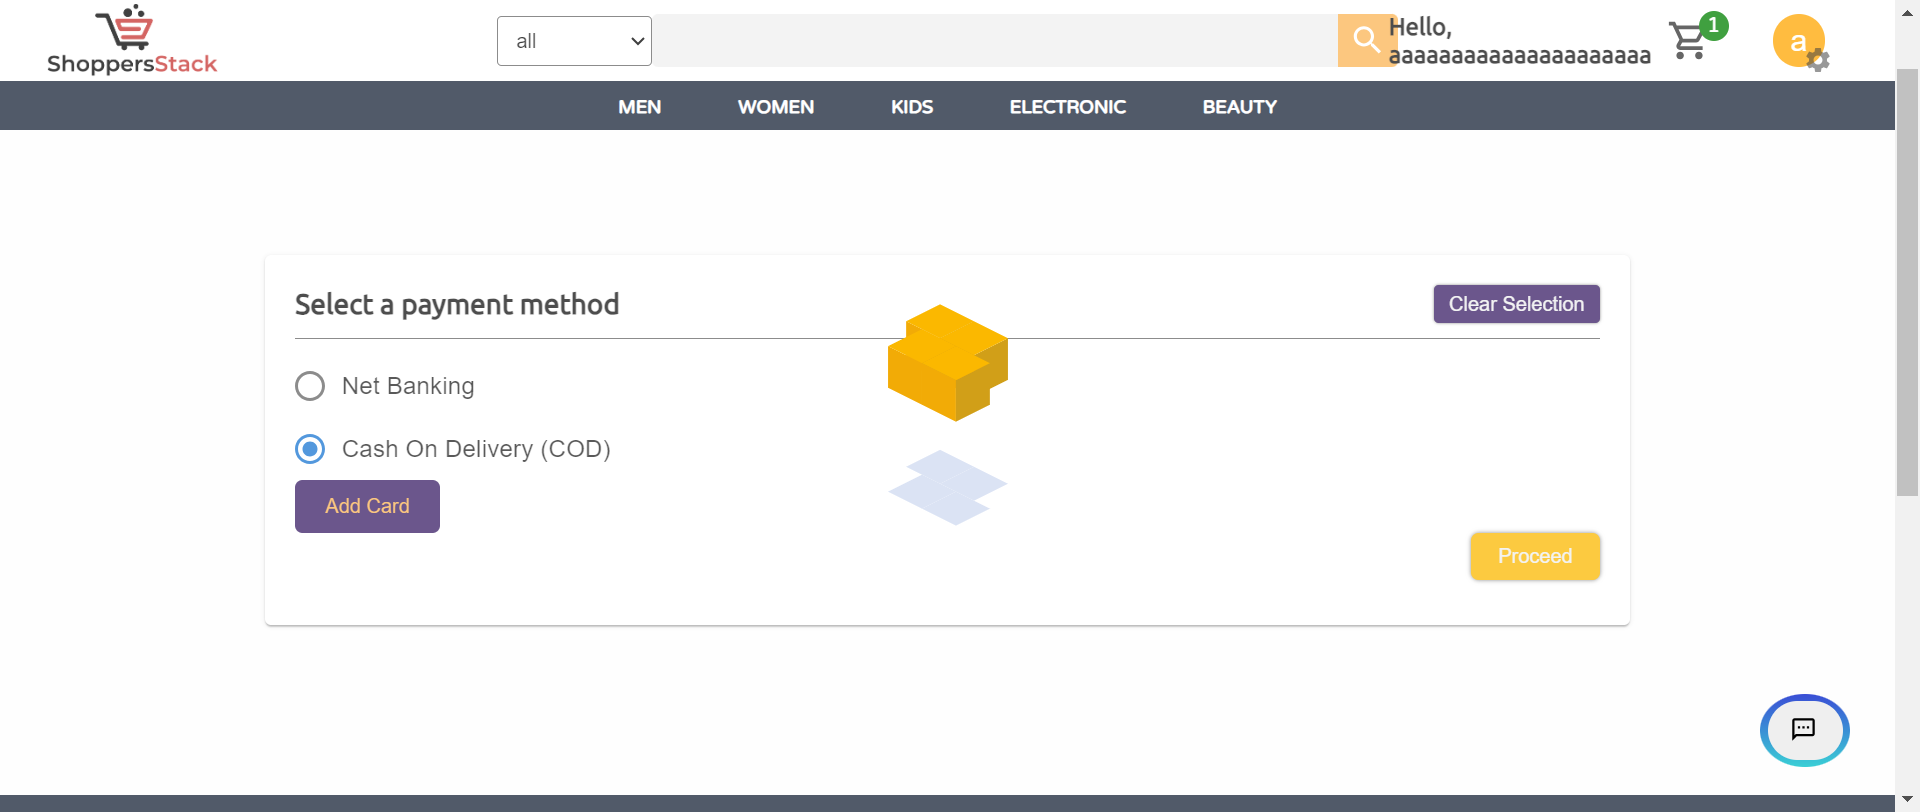 ShoppersStack
all
Hello,
aaaaaaaaaaaaaaaaaaaaa
1
a
MEN WOMEN KIDS ELECTRONIC BEAUTY
Select a payment method
Clear Selection
Net Banking
Cash On Delivery (COD)
Add Card
Proceed